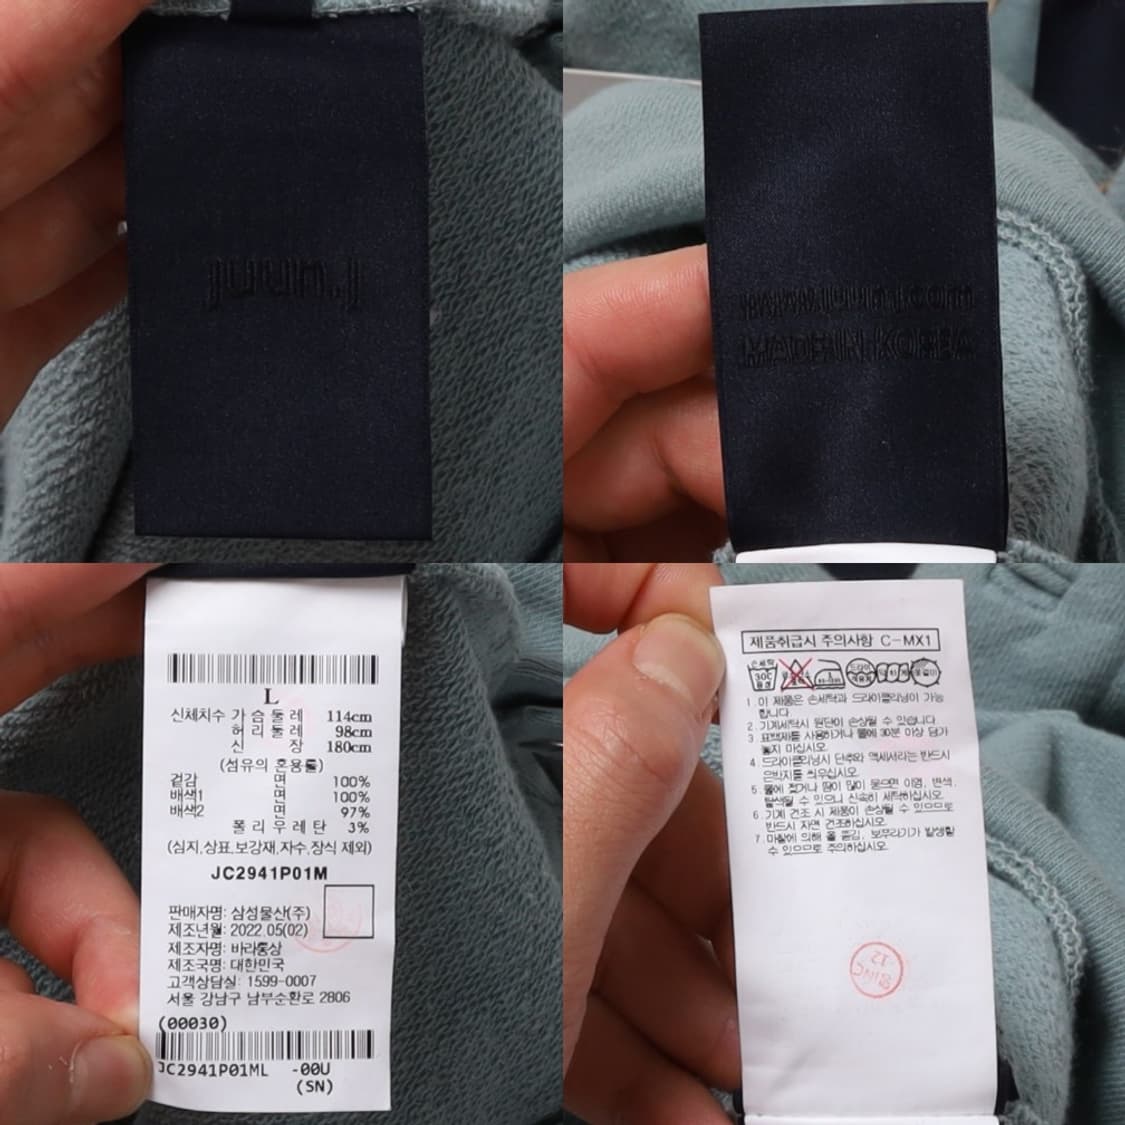 juun.j
www.juunj.com
MADE IN KOREA
L
신체치수 가 슴 둘 레 114cm
허 리 둘 레 98cm
신 장 180cm
(섬유의 혼용률)
겉감 면 100%
배색1 면 100%
배색2 면 97%
폴 리 우 레 탄 3%
(심지,상표,보강재,자수,장식 제외)
JC2941P01M
판매자명: 삼성물산(주)
제조년월: 2022.05(02)
제조자명: 바라통상
제조국명: 대한민국
고객상담실: 1599-0007
서울 강남구 남부순환로 2806
(00030)
JC2941P01ML -00U
(SN)
제품취급시 주의사항 C-MX1
손세탁
30C
드라이
1. 이 제품은 손세탁과 드라이클리닝이 가능
합니다.
2. 기계세탁시 원단이 손상될 수 있습니다
3. 표백제를 사용하거나 물에 30분 이상 담가
놓지 마십시오.
4. 드라이클리닝시 단추와 액세서리는 반드시
은박지를 씌우십시오.
5. 물에 젖거나 땀이 많이 묻으면 이염, 변색,
탈색될 수 있으니 신속히 세탁하십시오.
6. 기계 건조 시 제품이 손상될 수 있으므로
반드시 자연 건조하십시오.
7. 마찰에 의해 올 뜯김, 보푸라기가 발생할
수 있으므로 주의하십시오.